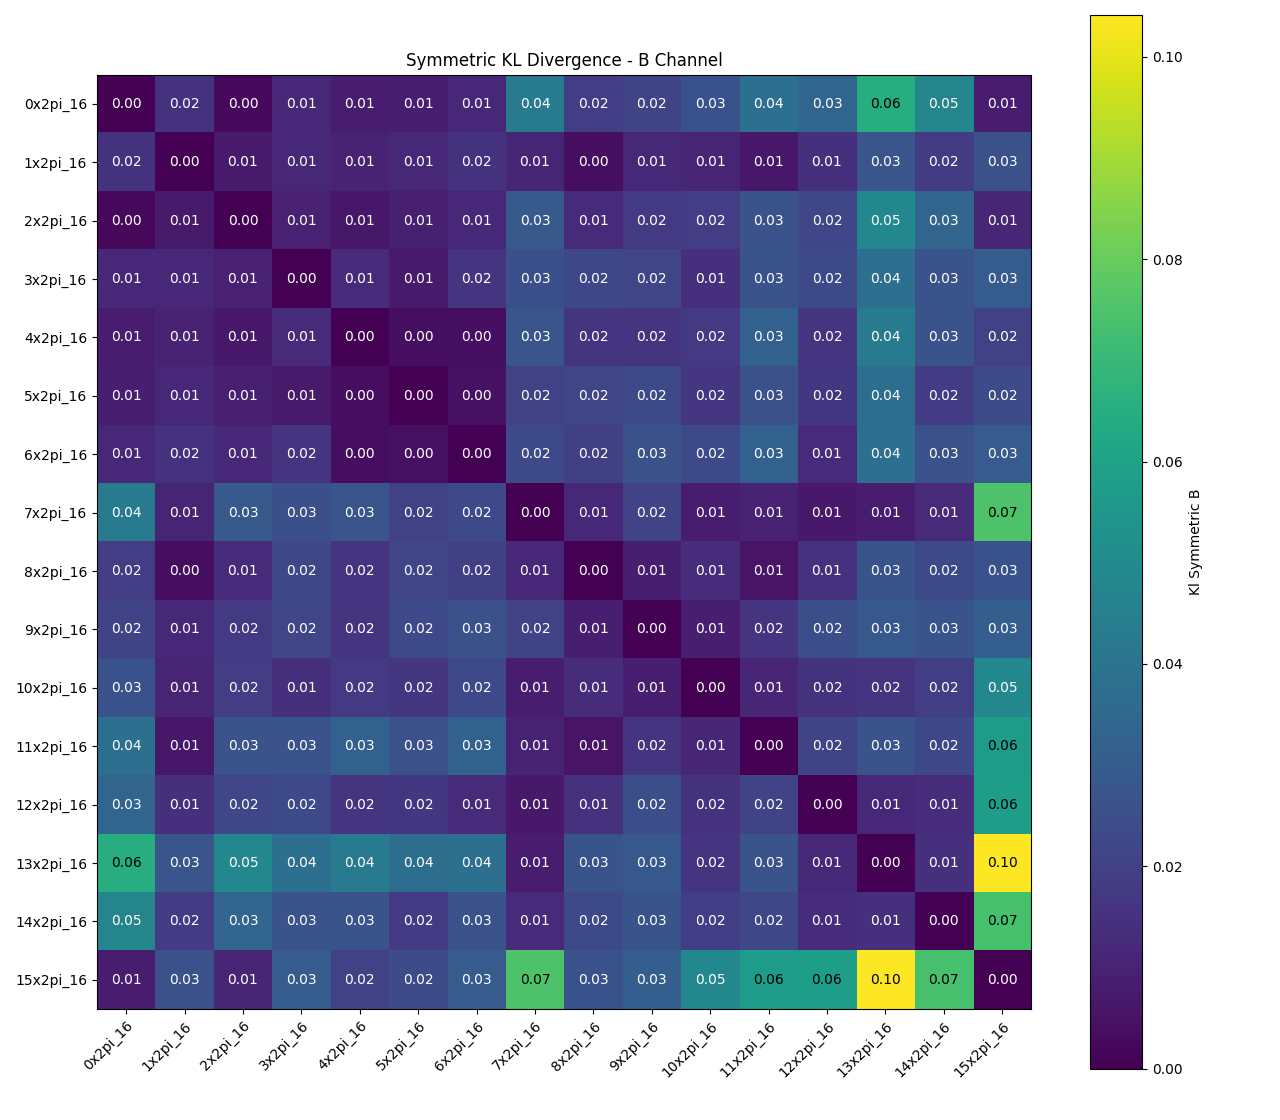 Symmetric KL Divergence - B Channel
0x2pi_16 0.00 0.02 0.00 0.01 0.01 0.01 0.01 0.04 0.02 0.02 0.03 0.04 0.03 0.06 0.05 0.01
1x2pi_16 0.02 0.00 0.01 0.01 0.01 0.01 0.02 0.01 0.00 0.01 0.01 0.01 0.01 0.03 0.02 0.03
2x2pi_16 0.00 0.01 0.00 0.01 0.01 0.01 0.01 0.03 0.01 0.02 0.02 0.03 0.02 0.05 0.03 0.01
3x2pi_16 0.01 0.01 0.01 0.00 0.01 0.01 0.02 0.03 0.02 0.02 0.01 0.03 0.02 0.04 0.03 0.03
4x2pi_16 0.01 0.01 0.01 0.01 0.00 0.00 0.00 0.03 0.02 0.02 0.02 0.03 0.02 0.04 0.03 0.02
5x2pi_16 0.01 0.01 0.01 0.01 0.00 0.00 0.00 0.02 0.02 0.02 0.02 0.03 0.02 0.04 0.02 0.02
6x2pi_16 0.01 0.02 0.01 0.02 0.00 0.00 0.00 0.02 0.02 0.03 0.02 0.03 0.01 0.04 0.03 0.03
7x2pi_16 0.04 0.01 0.03 0.03 0.03 0.02 0.02 0.00 0.01 0.02 0.01 0.01 0.01 0.01 0.01 0.07
8x2pi_16 0.02 0.00 0.01 0.02 0.02 0.02 0.02 0.01 0.00 0.01 0.01 0.01 0.01 0.03 0.02 0.03
9x2pi_16 0.02 0.01 0.02 0.02 0.02 0.02 0.03 0.02 0.01 0.00 0.01 0.02 0.02 0.03 0.03 0.03
10x2pi_16 0.03 0.01 0.02 0.01 0.02 0.02 0.02 0.01 0.01 0.01 0.00 0.01 0.02 0.02 0.02 0.05
11x2pi_16 0.04 0.01 0.03 0.03 0.03 0.03 0.03 0.01 0.01 0.02 0.01 0.00 0.02 0.03 0.02 0.06
12x2pi_16 0.03 0.01 0.02 0.02 0.02 0.02 0.01 0.01 0.01 0.02 0.02 0.02 0.00 0.01 0.01 0.06
13x2pi_16 0.06 0.03 0.05 0.04 0.04 0.04 0.04 0.01 0.03 0.03 0.02 0.03 0.01 0.00 0.01 0.10
14x2pi_16 0.05 0.02 0.03 0.03 0.03 0.02 0.03 0.01 0.02 0.03 0.02 0.02 0.01 0.01 0.00 0.07
15x2pi_16 0.01 0.03 0.01 0.03 0.02 0.02 0.03 0.07 0.03 0.03 0.05 0.06 0.06 0.10 0.07 0.00
0x2pi_16 1x2pi_16 2x2pi_16 3x2pi_16 4x2pi_16 5x2pi_16 6x2pi_16 7x2pi_16 8x2pi_16 9x2pi_16 10x2pi_16 11x2pi_16 12x2pi_16 13x2pi_16 14x2pi_16 15x2pi_16
0.10
0.08
0.06
0.04
0.02
0.00
Kl Symmetric B